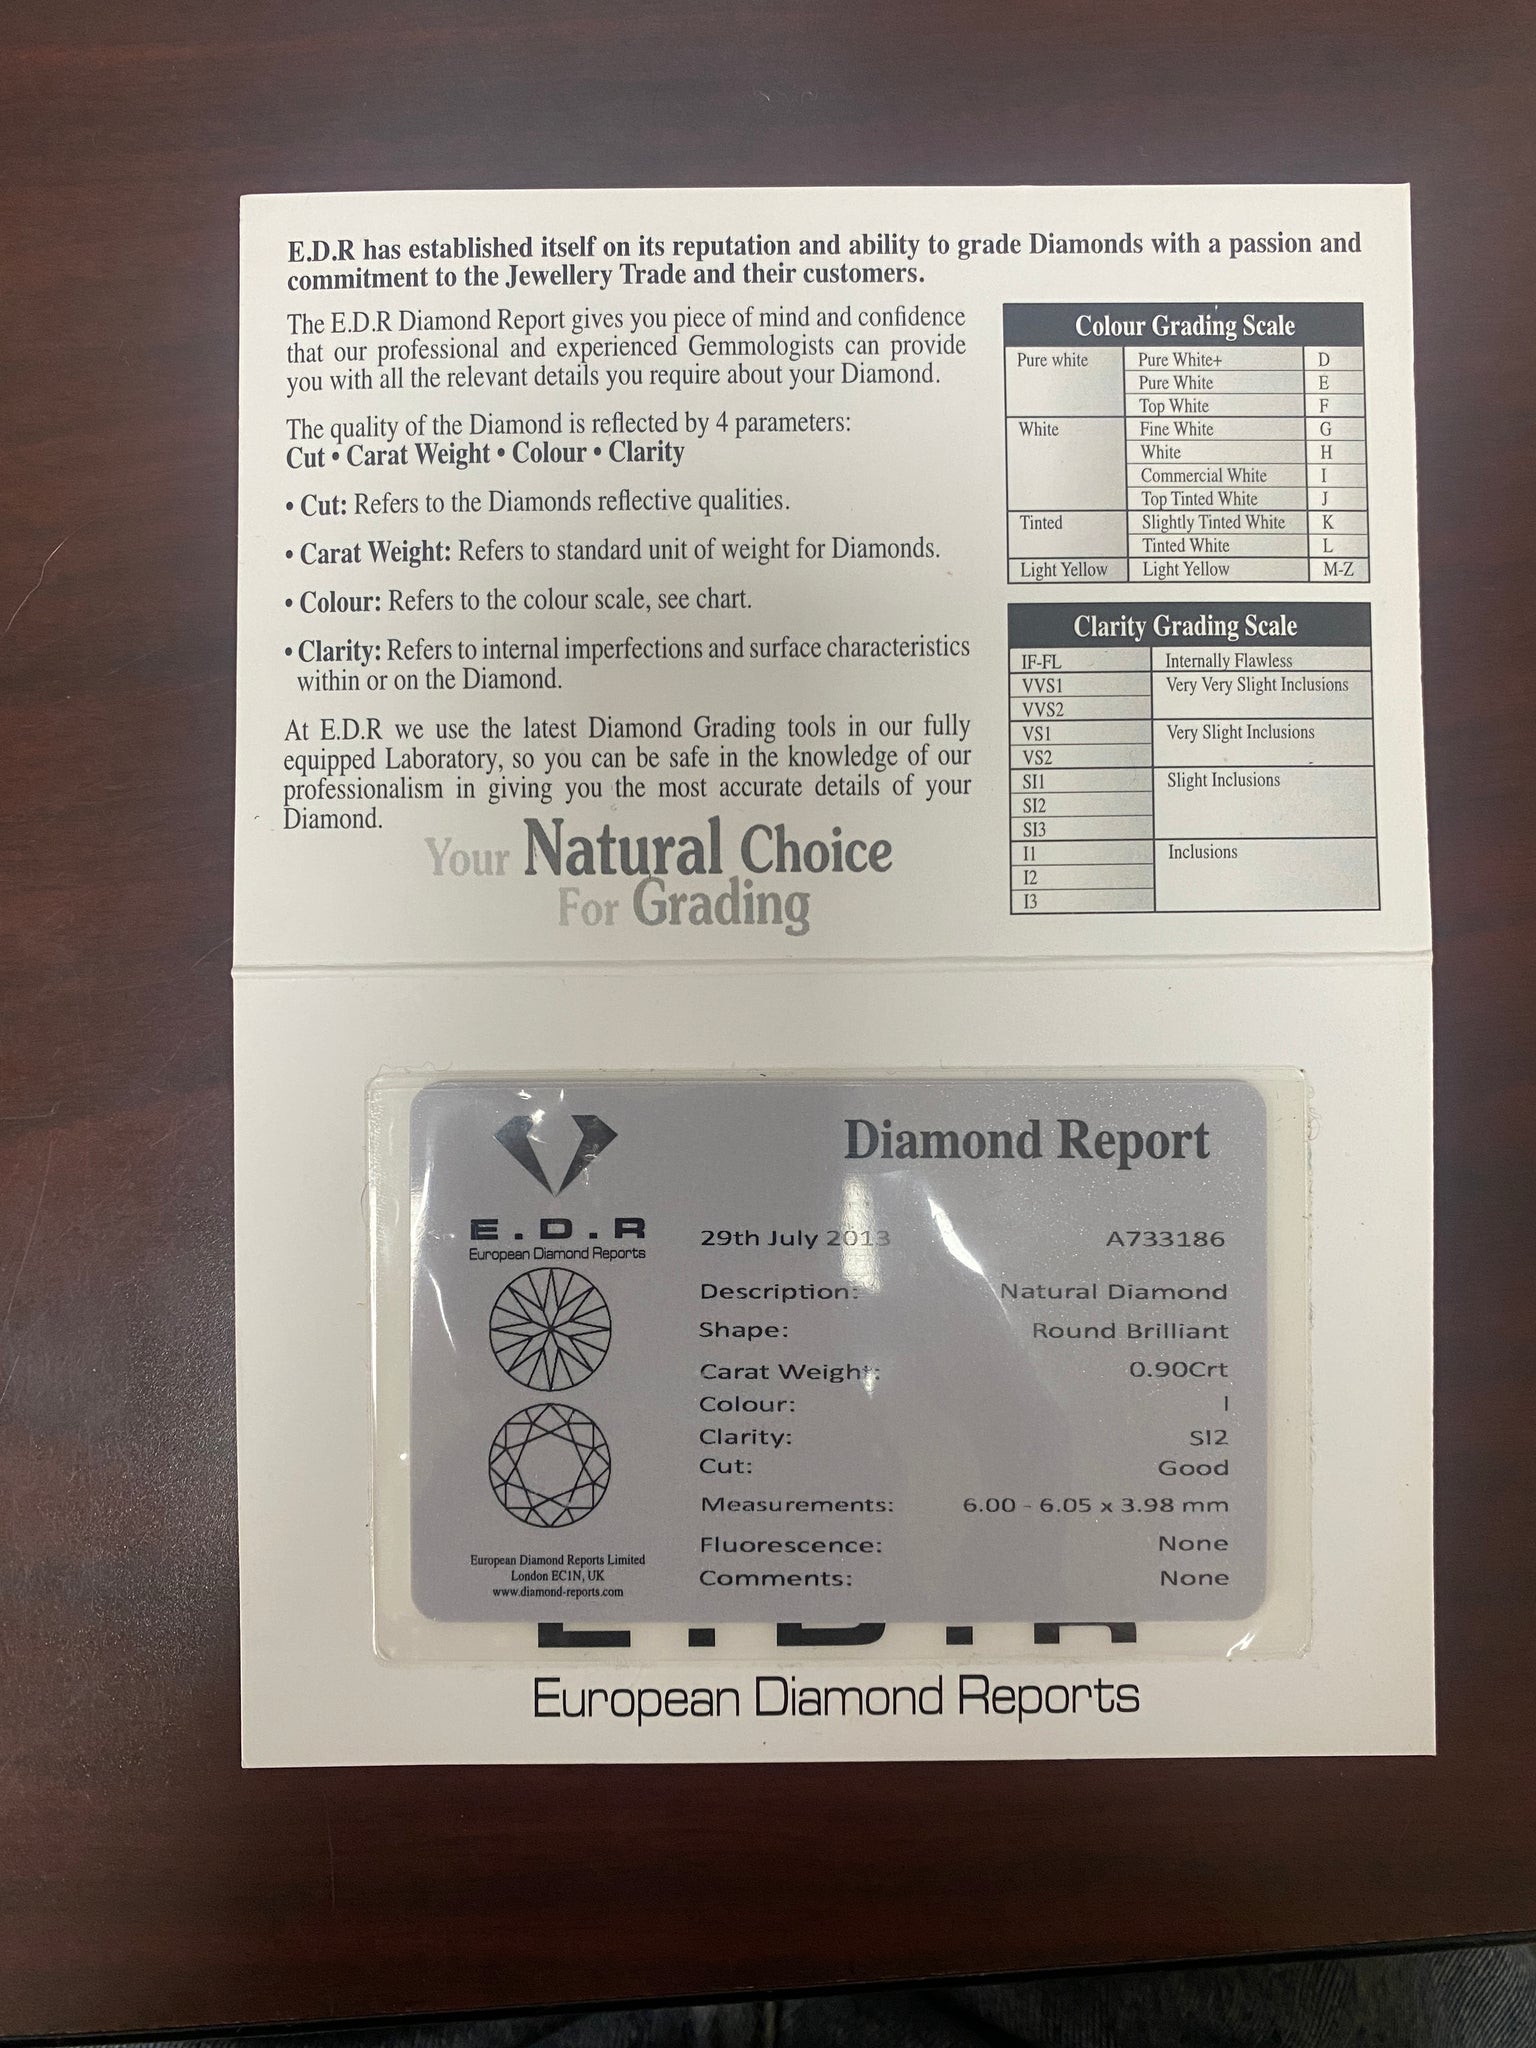 E.D.R has established itself on its reputation and ability to grade Diamonds with a passion and
commitment to the Jewellery Trade and their customers.
The E.D.R Diamond Report gives you piece of mind and confidence
that our professional and experienced Gemmologists can provide
you with all the relevant details you require about your Diamond.
The quality of the Diamond is reflected by 4 parameters:
Cut • Carat Weight • Colour • Clarity
• Cut: Refers to the Diamonds reflective qualities.
• Carat Weight: Refers to standard unit of weight for Diamonds.
• Colour: Refers to the colour scale, see chart.
• Clarity: Refers to internal imperfections and surface characteristics
within or on the Diamond.
At E.D.R we use the latest Diamond Grading tools in our fully
equipped Laboratory, so you can be safe in the knowledge of our
professionalism in giving you the most accurate details of your
Diamond.
Your Natural Choice
For Grading
Colour Grading Scale
Pure white Pure White+ D
Pure White E
Top White F
White Fine White G
White H
Commercial White I
Top Tinted White J
Tinted Slightly Tinted White K
Tinted White L
Light Yellow Light Yellow M-Z
Clarity Grading Scale
IF-FL Internally Flawless
VVS1 Very Very Slight Inclusions
VVS2
VS1 Very Slight Inclusions
VS2
SI1 Slight Inclusions
SI2
SI3
I1 Inclusions
I2
I3
Diamond Report
E.D.R
European Diamond Reports
29th July 2013 A733186
Description: Natural Diamond
Shape: Round Brilliant
Carat Weight: 0.90Crt
Colour: I
Clarity: SI2
Cut: Good
Measurements: 6.00 - 6.05 x 3.98 mm
Fluorescence: None
Comments: None
European Diamond Reports Limited
London EC1N, UK
www.diamond-reports.com
E.D.R
European Diamond Reports